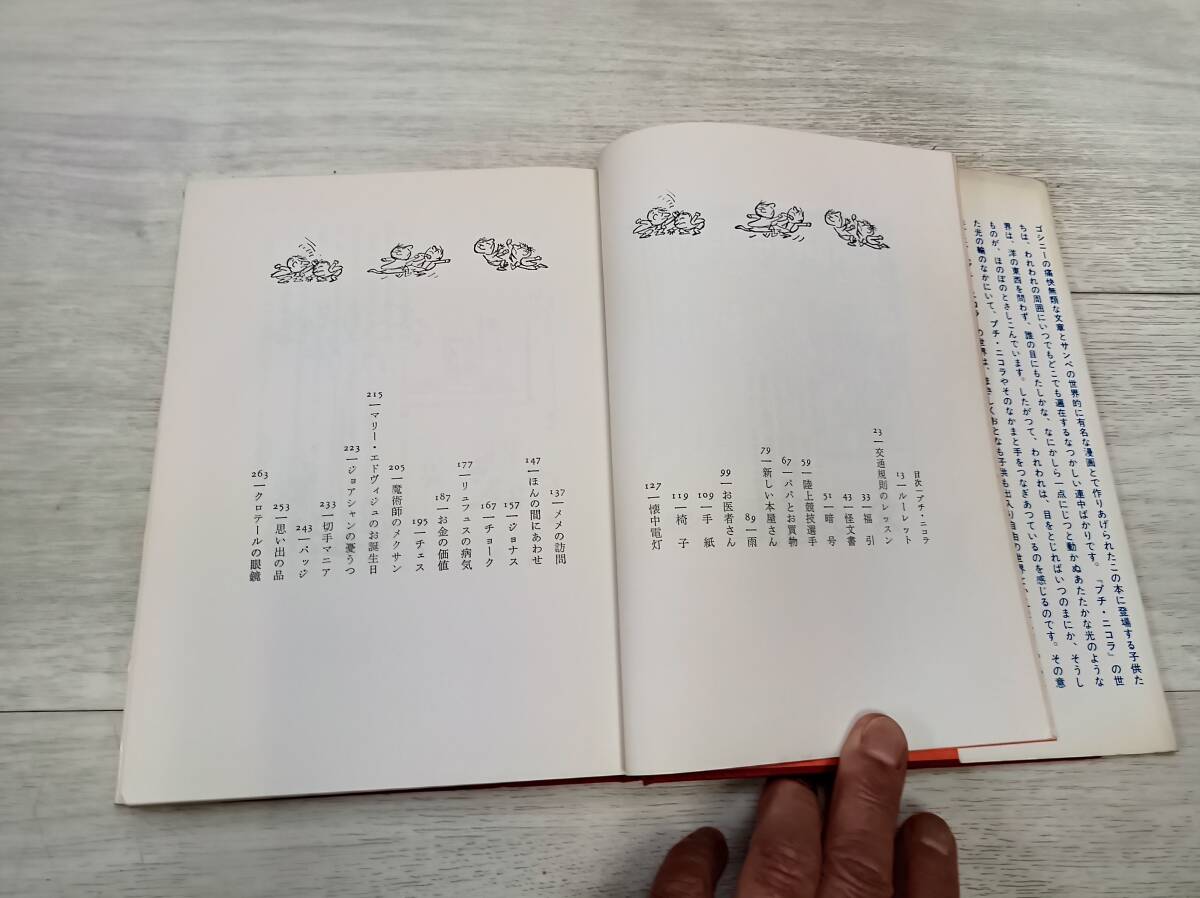 ゴシニーの痛快無類な文章とサンペの世界的に有名な漫画で作りあげられたこの本に登場する子供た
ちは、われわれの周囲にいつでもどこでも遍在するなつかしい連中ばかりです。『プチ・ニコラ』の世
界は、洋の東西を問わず、誰の目にもたしかな、なにかしら一点にじっと動かぬあたたかな光のような
ものが、ほのぼのとさしこんでいます。したがって、われわれは、目をとじればいつのまにか、そうし
た光の輪のなかにいて、プチ・ニコラやそのなかまと手をつなぎあっているのを感じるのです。その意
目次—プチ・ニコラ
13—ルーレット
23—交通規則のレッスン
33—福引
43—怪文書
51—暗号
59—陸上競技選手
67—パパとお買物
79—新しい本屋さん
89—雨
99—お医者さん
109—手紙
119—椅子
127—懐中電灯
137—メメの訪問
147—ほんの間にあわせ
157—ジョナス
167—チョーク
177—リュフュスの病気
187—お金の価値
195—チェス
205—魔術師のメクサン
215—マリー・エドヴィジュのお誕生日
223—ジョアシャンの憂うつ
233—切手マニア
243—バッジ
253—思い出の品
263—クロテールの眼鏡